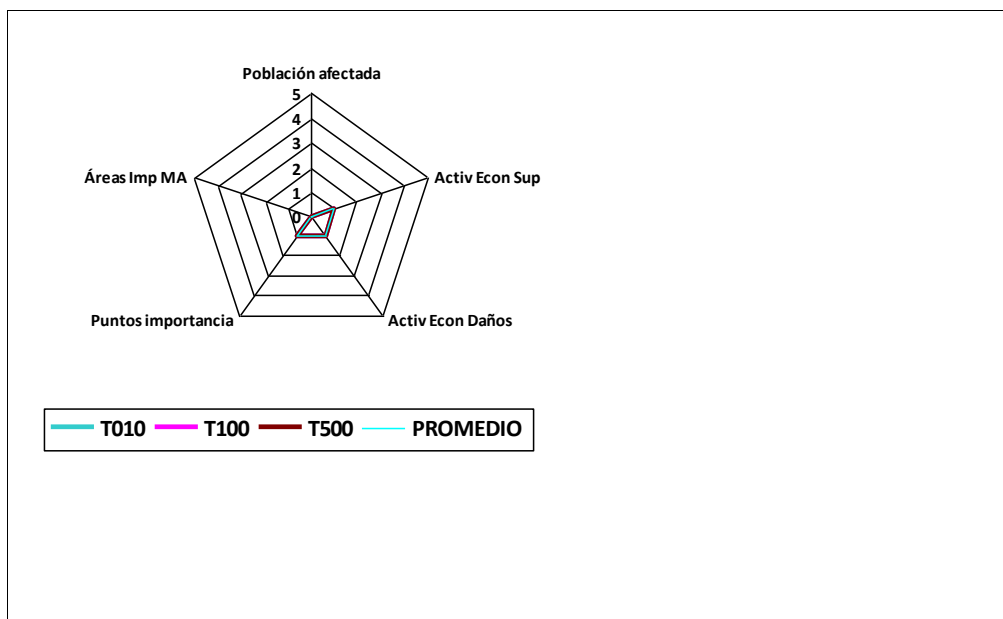 Población afectada
5
4
3
2
1
0
Áreas Imp MA
Activ Econ Sup
Puntos importancia
Activ Econ Daños
T010 T100 T500 PROMEDIO